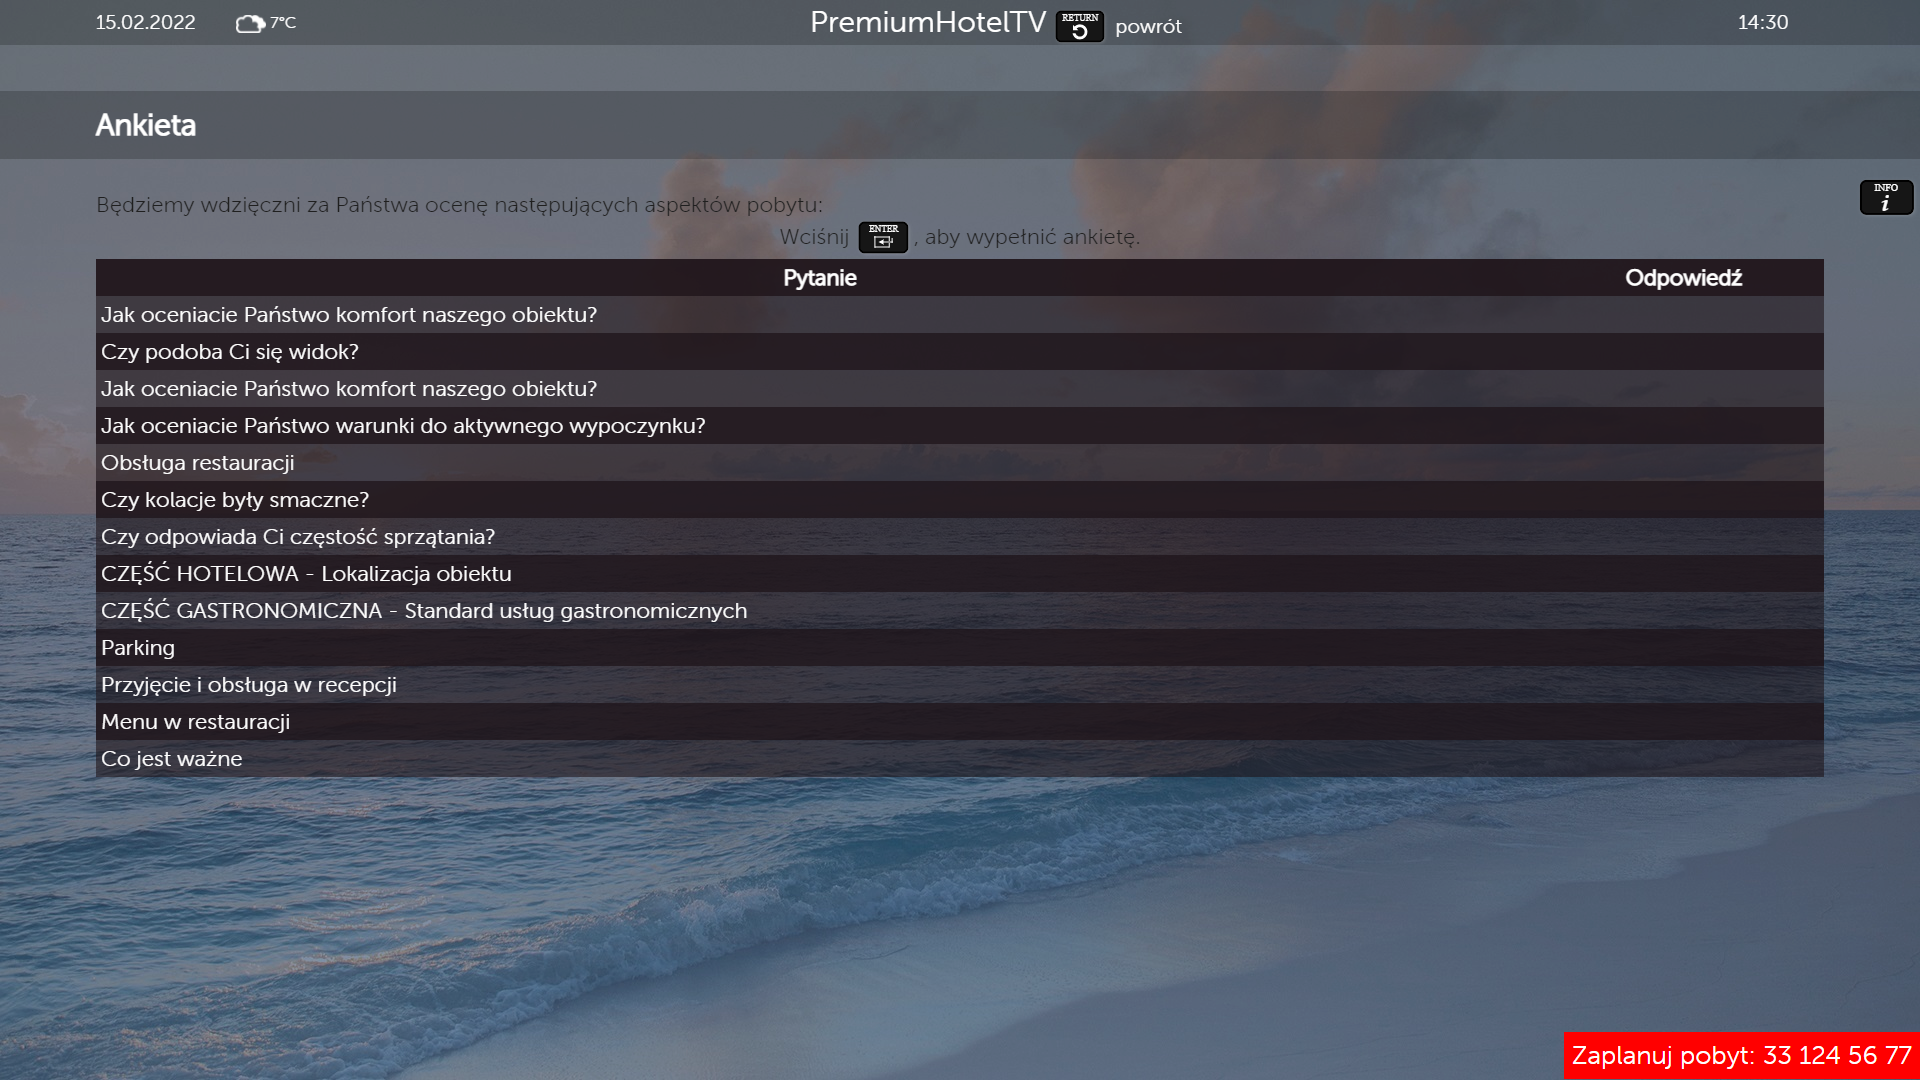 15.02.2022 7°C PremiumHotelTV RETURN powrót 14:30
Ankieta
Będziemy wdzięczni za Państwa ocenę następujących aspektów pobytu:
INFO
i
Wciśnij ENTER , aby wypełnić ankietę.
Pytanie Odpowiedź
Jak oceniacie Państwo komfort naszego obiektu?
Czy podoba Ci się widok?
Jak oceniacie Państwo komfort naszego obiektu?
Jak oceniacie Państwo warunki do aktywnego wypoczynku?
Obsługa restauracji
Czy kolacje były smaczne?
Czy odpowiada Ci częstość sprzątania?
CZĘŚĆ HOTELOWA - Lokalizacja obiektu
CZĘŚĆ GASTRONOMICZNA - Standard usług gastronomicznych
Parking
Przyjęcie i obsługa w recepcji
Menu w restauracji
Co jest ważne
Zaplanuj pobyt: 33 124 56 77